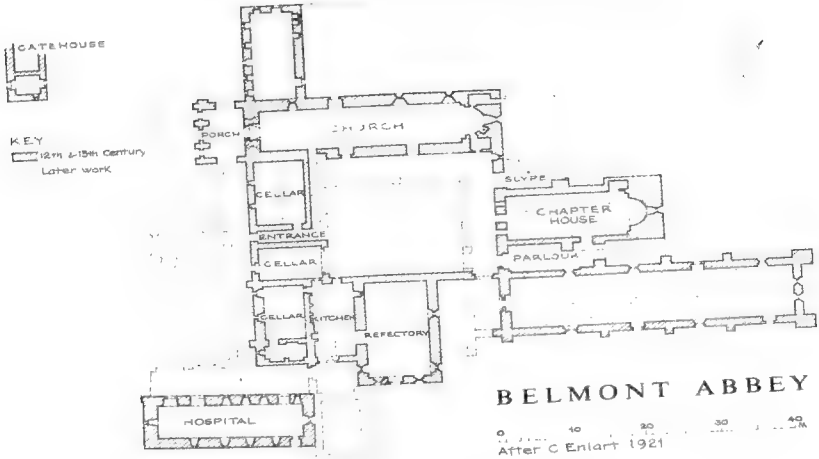 GATEHOUSE
KEY
12th & 13th Century
Later work
PORCH
CHURCH
CELLAR
SLYPE
CHAPTER
HOUSE
ENTRANCE
PARLOUR
CELLAR
CELLAR
KITCHEN
REFECTORY
HOSPITAL
BELMONT ABBEY
0 10 20 30 40
M
After C Enlart 1921